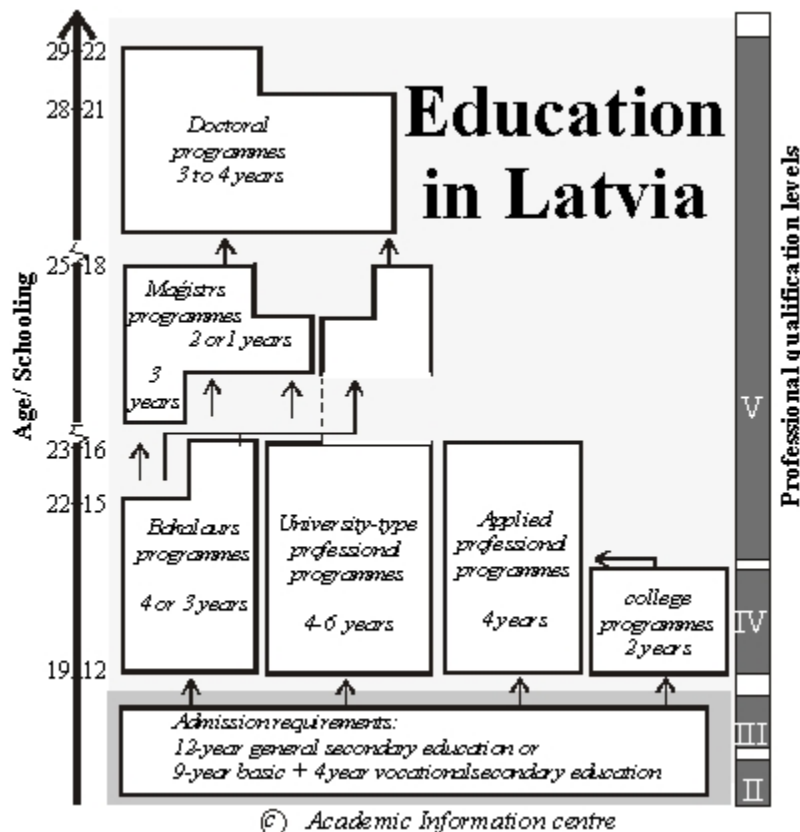 Education
in Latvia
29 22
28 21
Doctoral
programmes
3 to 4 years
25 18
Maģistrs
programmes
2 or 1 years
3
years
23 16
22 15
Bakalaurs
programmes
4 or 3 years
University-type
professional
programmes
4-6 years
Applied
professional
programmes
4 years
college
programmes
2 years
19 12
Admission requirements:
12-year general secondary education or
9-year basic + 4 year vocational secondary education
© Academic Information centre
Age/ Schooling
Professional qualification levels
V
IV
III
II